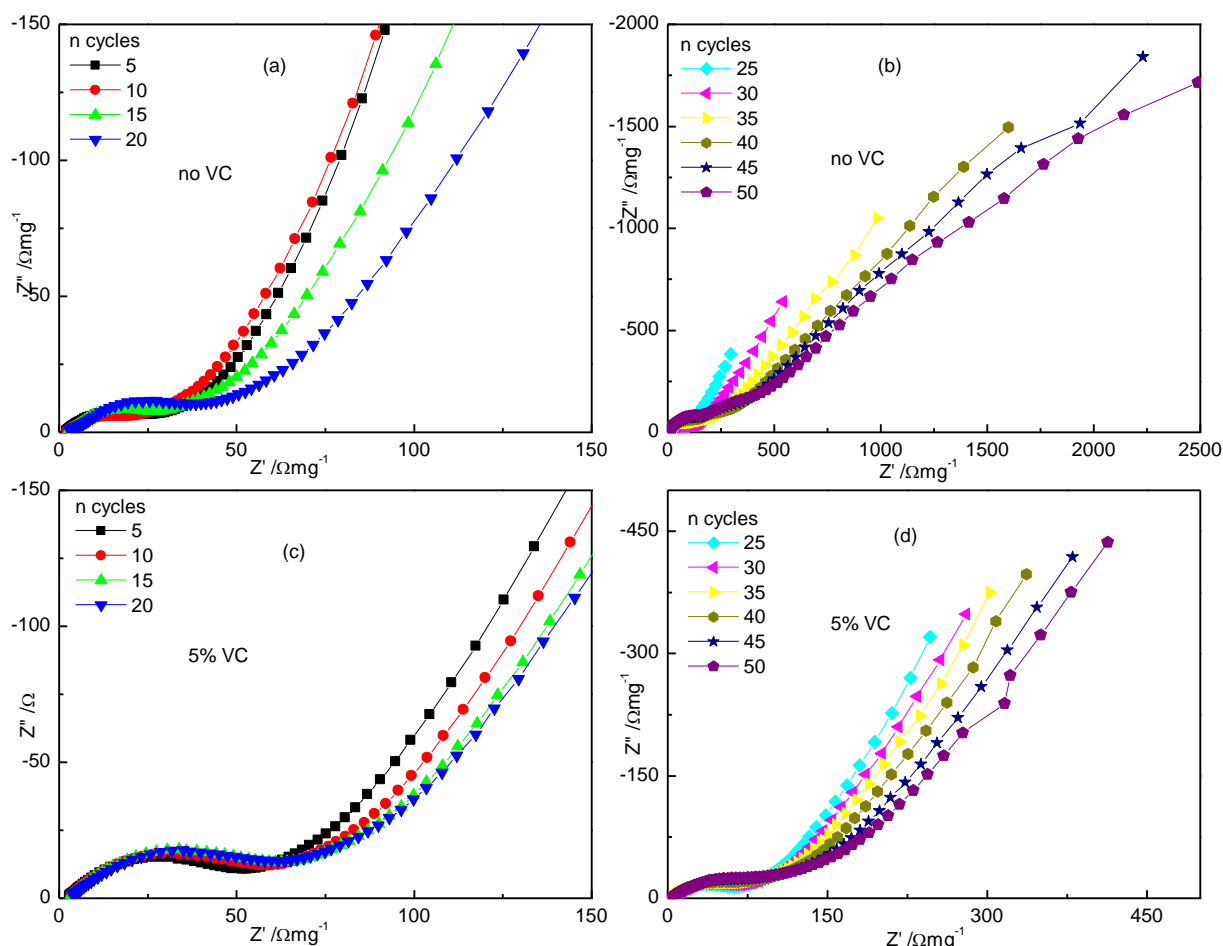 -150
-100
-50
0
0
50
100
150
n cycles
5
10
15
20
(a)
no VC
-Z'' /Ωmg-1
Z' /Ωmg-1
-2000
-1500
-1000
-500
0
0
500
1000
1500
2000
2500
n cycles
25
30
35
40
45
50
(b)
no VC
-Z'' /Ωmg-1
Z' /Ωmg-1
-150
-100
-50
0
0
50
100
150
n cycles
5
10
15
20
(c)
5% VC
Z'' /Ω
Z' /Ωmg-1
-450
-300
-150
0
150
300
450
n cycles
25
30
35
40
45
50
(d)
5% VC
Z'' /Ωmg-1
Z' /Ωmg-1